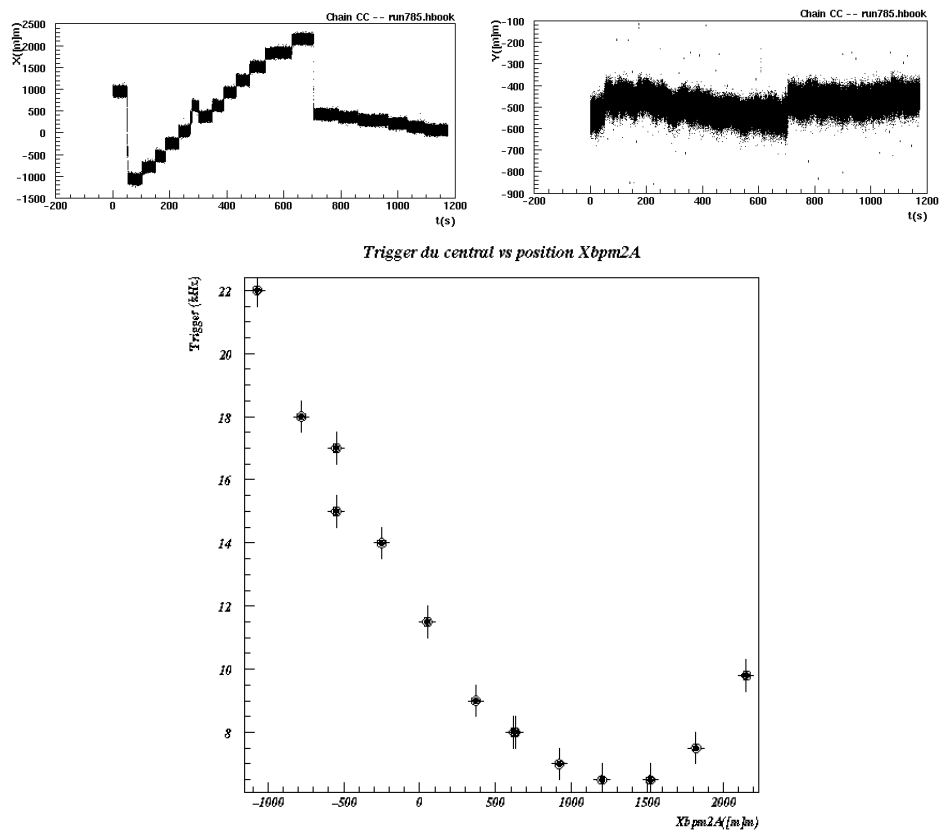 Chain CC -- run785.hbook
X([m]m)
2500
2000
1500
1000
500
0
-500
-1000
-1500
-200 0 200 400 600 800 1000 1200
t(s)
Chain CC -- run785.hbook
Y([m]m)
-100
-200
-300
-400
-500
-600
-700
-800
-900
-200 0 200 400 600 800 1000 1200
t(s)
Trigger du central vs position Xbpm2A
Trigger (kHz)
22
20
18
16
14
12
10
8
-1000 -500 0 500 1000 1500 2000
Xbpm2A([m]m)